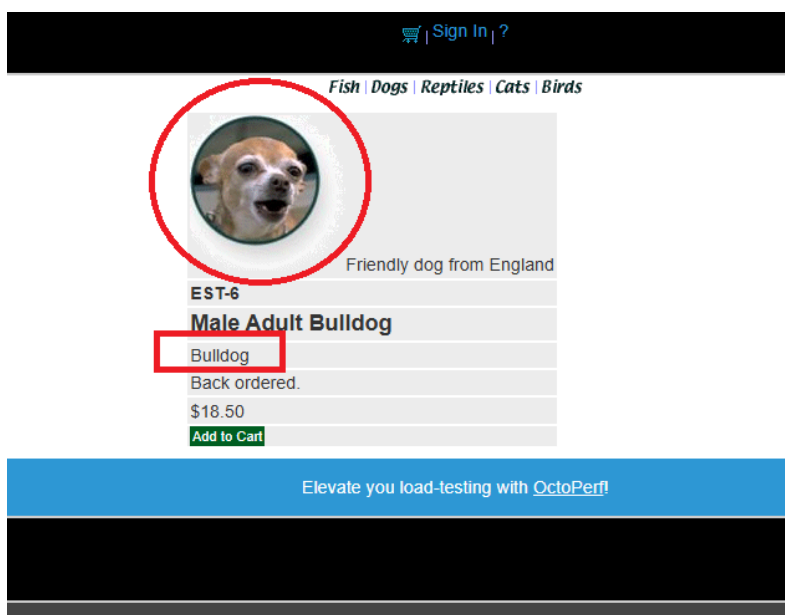 | Sign In | ?
Fish | Dogs | Reptiles | Cats | Birds
Friendly dog from England
EST-6
Male Adult Bulldog
Bulldog
Back ordered.
$18.50
Add to Cart
Elevate you load-testing with OctoPerf!